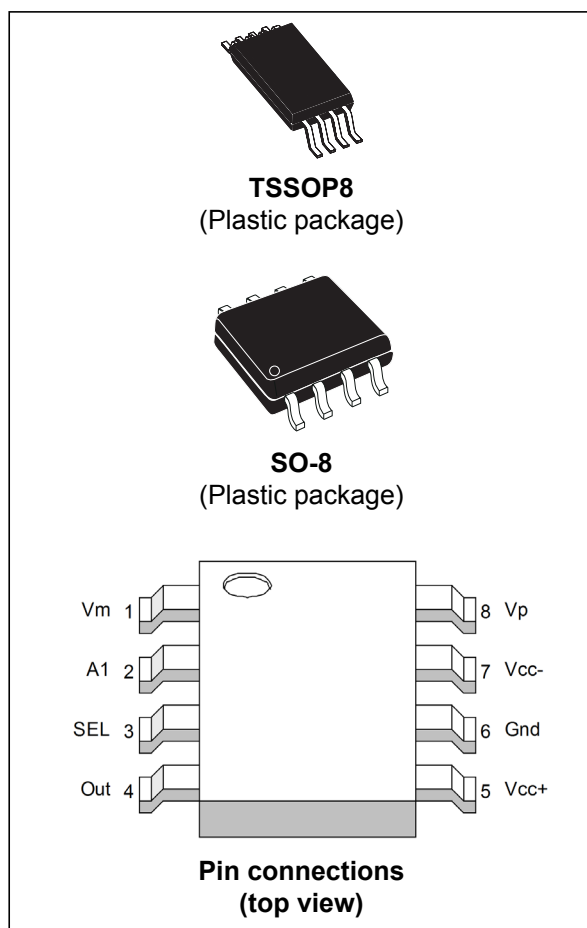 TSSOP8
(Plastic package)
SO-8
(Plastic package)
Vm 1
8 Vp
A1 2
7 Vcc-
SEL 3
6 Gnd
Out 4
5 Vcc+
Pin connections
(top view)